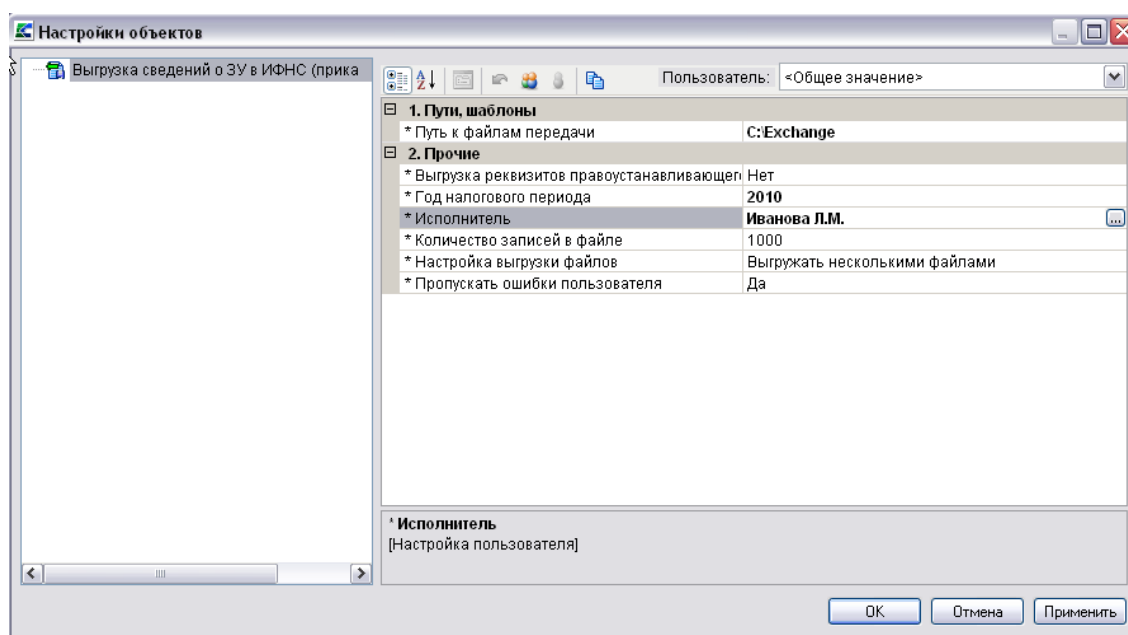 Настройки объектов
Выгрузка сведений о ЗУ в ИФНС (прика
Пользователь: <Общее значение>
1. Пути, шаблоны
* Путь к файлам передачи C:\Exchange
2. Прочие
* Выгрузка реквизитов правоустанавливающего Нет
* Год налогового периода 2010
* Исполнитель Иванова Л.М. ...
* Количество записей в файле 1000
* Настройка выгрузки файлов Выгружать несколькими файлами
* Пропускать ошибки пользователя Да
* Исполнитель
[Настройка пользователя]
OK Отмена Применить